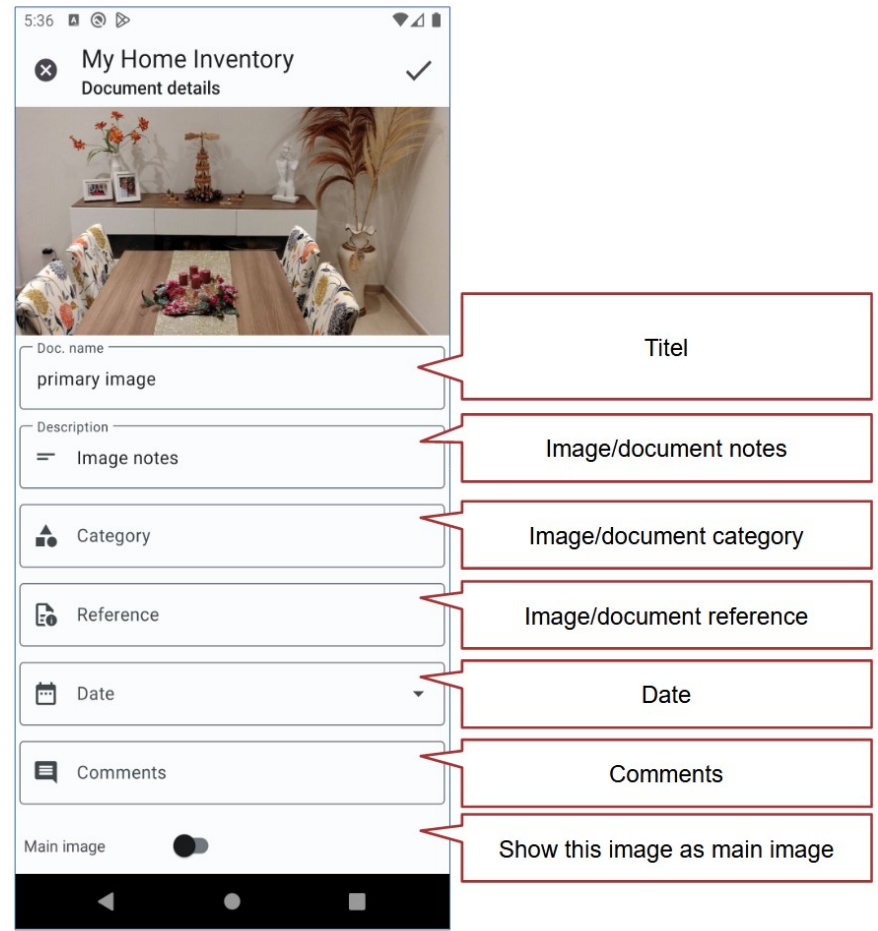 5:36
My Home Inventory
Document details
Doc. name
primary image
Titel
Description
Image notes
Image/document notes
Category
Image/document category
Reference
Image/document reference
Date
Date
Comments
Comments
Main image
Show this image as main image